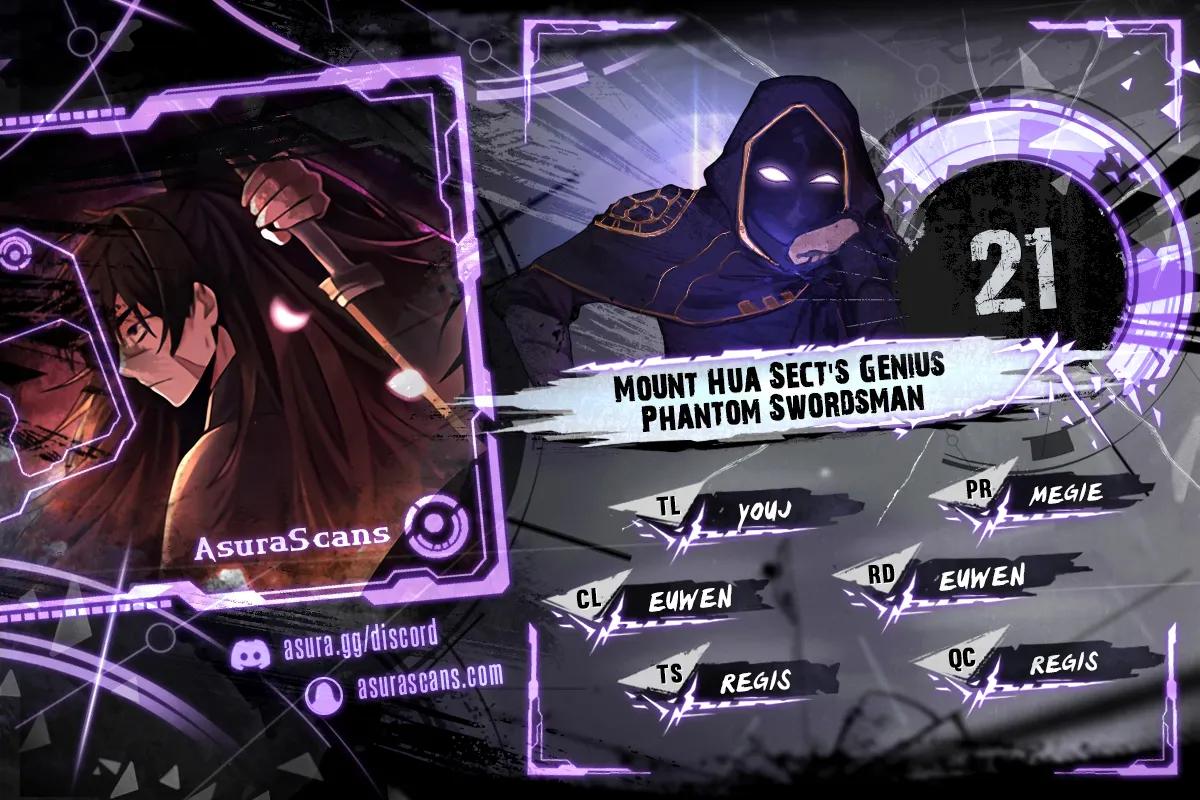 21
Mount Hua Sect's Genius
Phantom Swordsman
TL YOUJ
PR MEGIE
CL EUWEN
RD EUWEN
TS REGIS
QC REGIS
AsuraScans
asura.gg/discord
asurascans.com